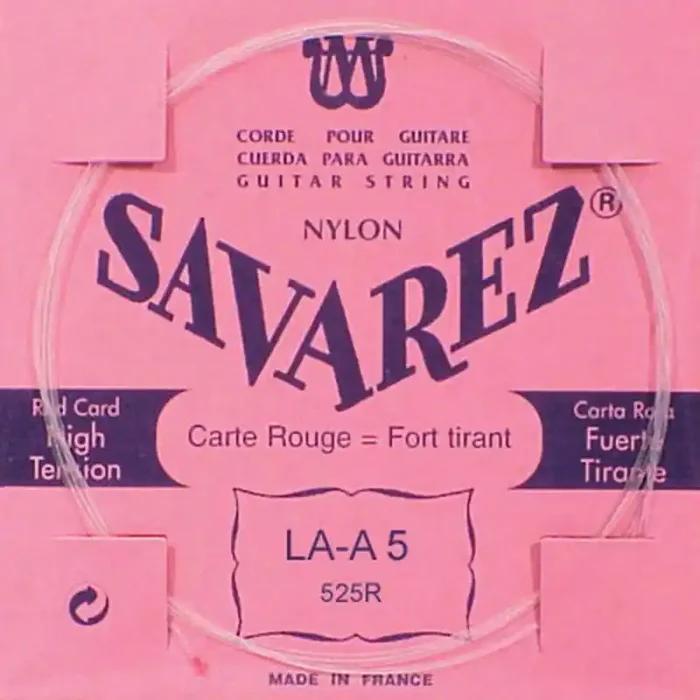 CORDE POUR GUITARE
CUERDA PARA GUITARRA
GUITAR STRING
NYLON
SAVAREZ®
Red Card
High
Tension
Carte Rouge = Fort tirant
Carta Roja
Fuerte
Tirante
LA-A 5
525R
MADE IN FRANCE